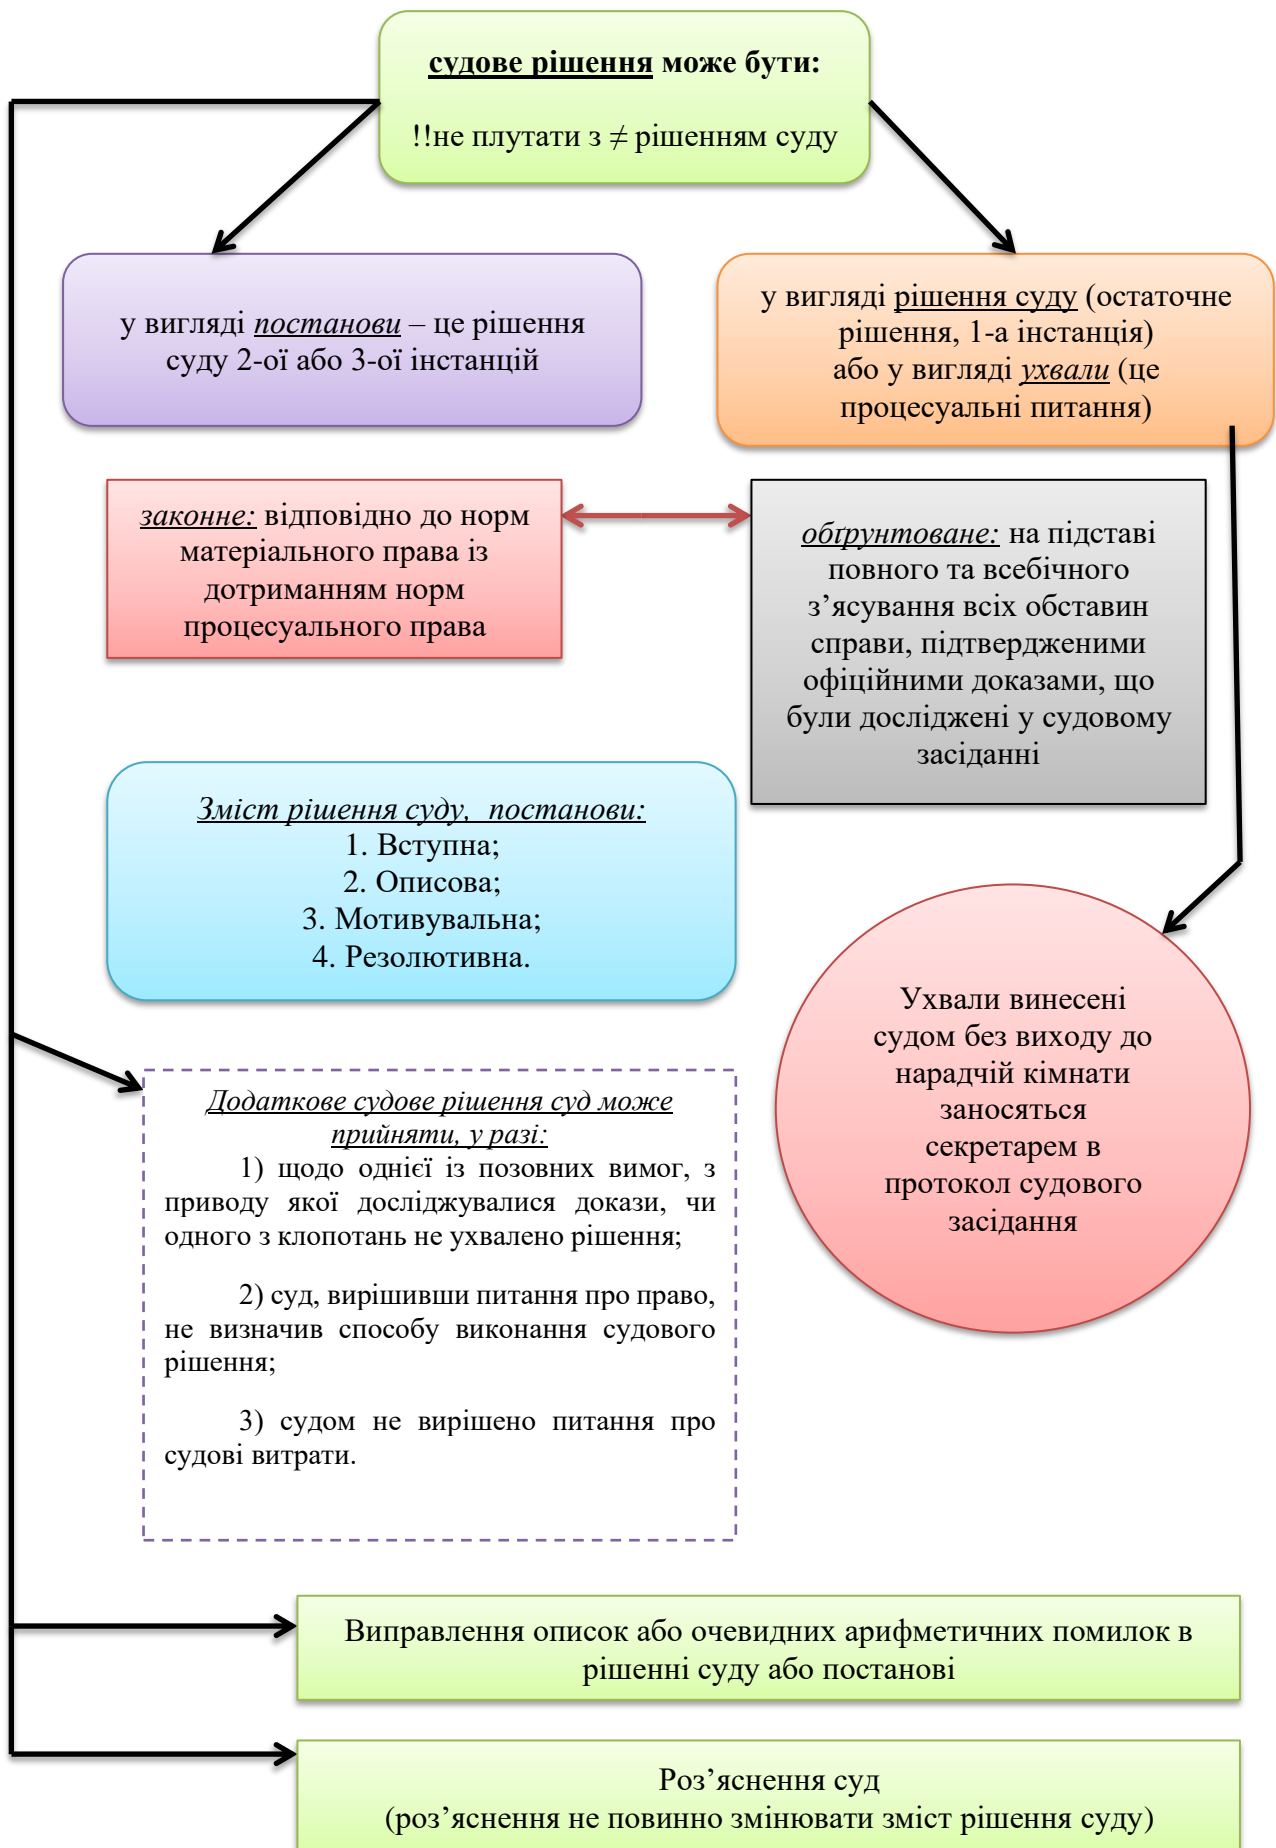 судове рішення може бути:
!!не плутати з ≠ рішенням суду
у вигляді постанови – це рішення
суду 2-ої або 3-ої інстанцій
у вигляді рішення суду (остаточне
рішення, 1-а інстанція)
або у вигляді ухвали (це
процесуальні питання)
законне: відповідно до норм
матеріального права із
дотриманням норм
процесуального права
обґрунтоване: на підставі
повного та всебічного
з’ясування всіх обставин
справи, підтвердженими
офіційними доказами, що
були досліджені у судовому
засіданні
Зміст рішення суду, постанови:
1. Вступна;
2. Описова;
3. Мотивувальна;
4. Резолютивна.
Ухвали винесені
судом без виходу до
нарадчій кімнати
заносяться
секретарем в
протокол судового
засідання
Додаткове судове рішення суд може
прийняти, у разі:
1) щодо однієї із позовних вимог, з
приводу якої досліджувалися докази, чи
одного з клопотань не ухвалено рішення;
2) суд, вирішивши питання про право,
не визначив способу виконання судового
рішення;
3) судом не вирішено питання про
судові витрати.
Виправлення описок або очевидних арифметичних помилок в
рішенні суду або постанові
Роз’яснення суд
(роз’яснення не повинно змінювати зміст рішення суду)